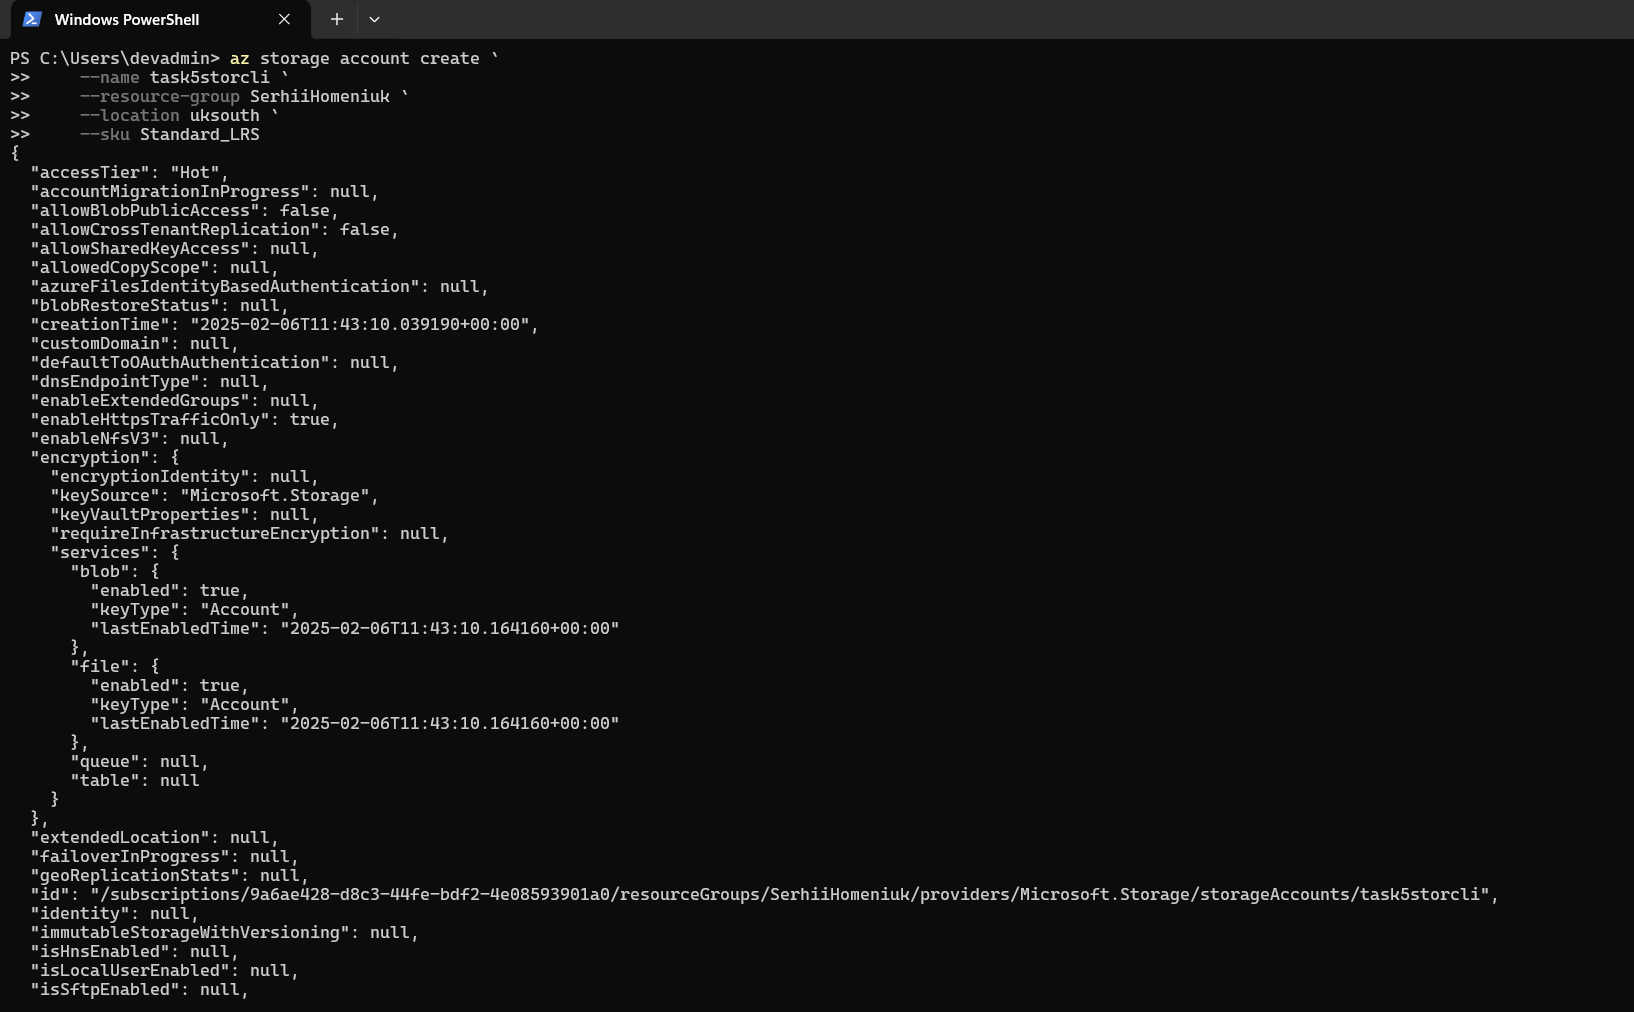 Windows PowerShell
PS C:\Users\devadmin> az storage account create `
>>     --name task5storcli `
>>     --resource-group SerhiiHomeniuk `
>>     --location uksouth `
>>     --sku Standard_LRS
{
  "accessTier": "Hot",
  "accountMigrationInProgress": null,
  "allowBlobPublicAccess": false,
  "allowCrossTenantReplication": false,
  "allowSharedKeyAccess": null,
  "allowedCopyScope": null,
  "azureFilesIdentityBasedAuthentication": null,
  "blobRestoreStatus": null,
  "creationTime": "2025-02-06T11:43:10.039190+00:00",
  "customDomain": null,
  "defaultToOAuthAuthentication": null,
  "dnsEndpointType": null,
  "enableExtendedGroups": null,
  "enableHttpsTrafficOnly": true,
  "enableNfsV3": null,
  "encryption": {
    "encryptionIdentity": null,
    "keySource": "Microsoft.Storage",
    "keyVaultProperties": null,
    "requireInfrastructureEncryption": null,
    "services": {
      "blob": {
        "enabled": true,
        "keyType": "Account",
        "lastEnabledTime": "2025-02-06T11:43:10.164160+00:00"
      },
      "file": {
        "enabled": true,
        "keyType": "Account",
        "lastEnabledTime": "2025-02-06T11:43:10.164160+00:00"
      },
      "queue": null,
      "table": null
    }
  },
  "extendedLocation": null,
  "failoverInProgress": null,
  "geoReplicationStats": null,
  "id": "/subscriptions/9a6ae428-d8c3-44fe-bdf2-4e08593901a0/resourceGroups/SerhiiHomeniuk/providers/Microsoft.Storage/storageAccounts/task5storcli",
  "identity": null,
  "immutableStorageWithVersioning": null,
  "isHnsEnabled": null,
  "isLocalUserEnabled": null,
  "isSftpEnabled": null,